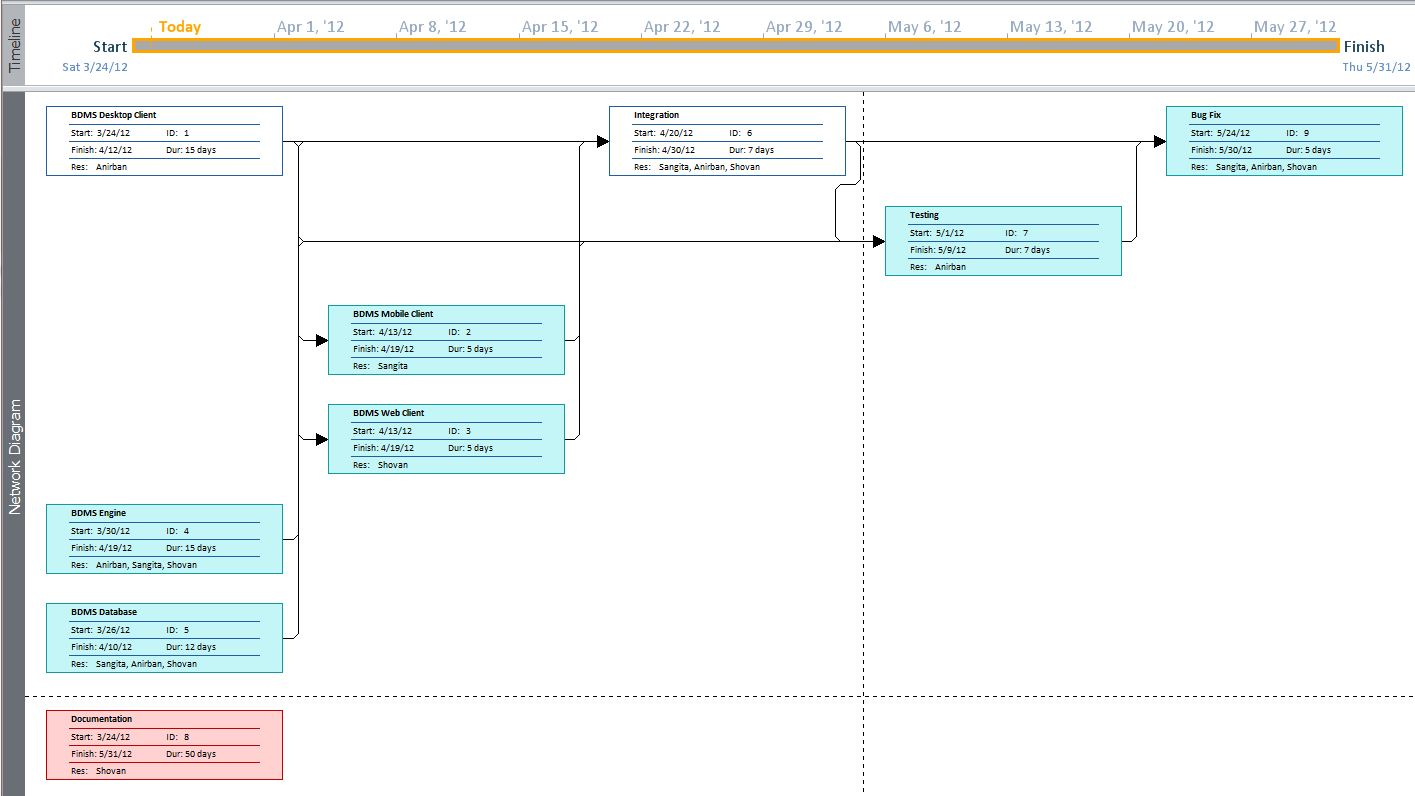 Timeline
Today
Apr 1, '12
Apr 8, '12
Apr 15, '12
Apr 22, '12
Apr 29, '12
May 6, '12
May 13, '12
May 20, '12
May 27, '12
Start
Sat 3/24/12
Finish
Thu 5/31/12
Network Diagram
BDMS Desktop Client
Start: 3/24/12 ID: 1
Finish: 4/12/12 Dur: 15 days
Res: Anirban
Integration
Start: 4/20/12 ID: 6
Finish: 4/30/12 Dur: 7 days
Res: Sangita, Anirban, Shovan
Bug Fix
Start: 5/24/12 ID: 9
Finish: 5/30/12 Dur: 5 days
Res: Sangita, Anirban, Shovan
Testing
Start: 5/1/12 ID: 7
Finish: 5/9/12 Dur: 7 days
Res: Anirban
BDMS Mobile Client
Start: 4/13/12 ID: 2
Finish: 4/19/12 Dur: 5 days
Res: Sangita
BDMS Web Client
Start: 4/13/12 ID: 3
Finish: 4/19/12 Dur: 5 days
Res: Shovan
BDMS Engine
Start: 3/30/12 ID: 4
Finish: 4/19/12 Dur: 15 days
Res: Anirban, Sangita, Shovan
BDMS Database
Start: 3/26/12 ID: 5
Finish: 4/10/12 Dur: 12 days
Res: Sangita, Anirban, Shovan
Documentation
Start: 3/24/12 ID: 8
Finish: 5/31/12 Dur: 50 days
Res: Shovan